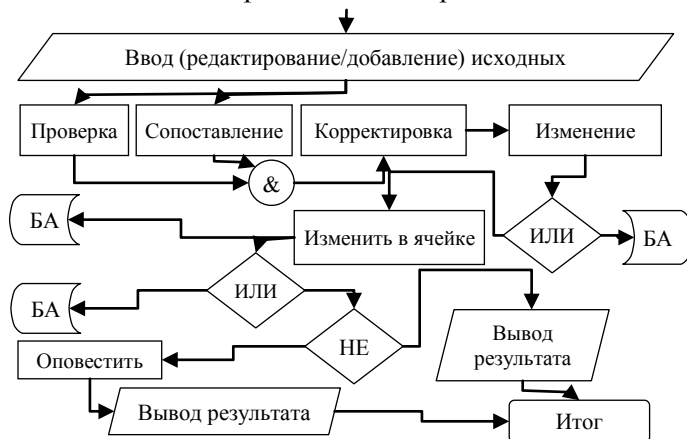 Ввод (редактирование/добавление) исходных
Проверка
Сопоставление
Корректировка
Изменение
&
БА
Изменить в ячейке
ИЛИ
БА
БА
ИЛИ
НЕ
Вывод
результата
Оповестить
Вывод результата
Итог